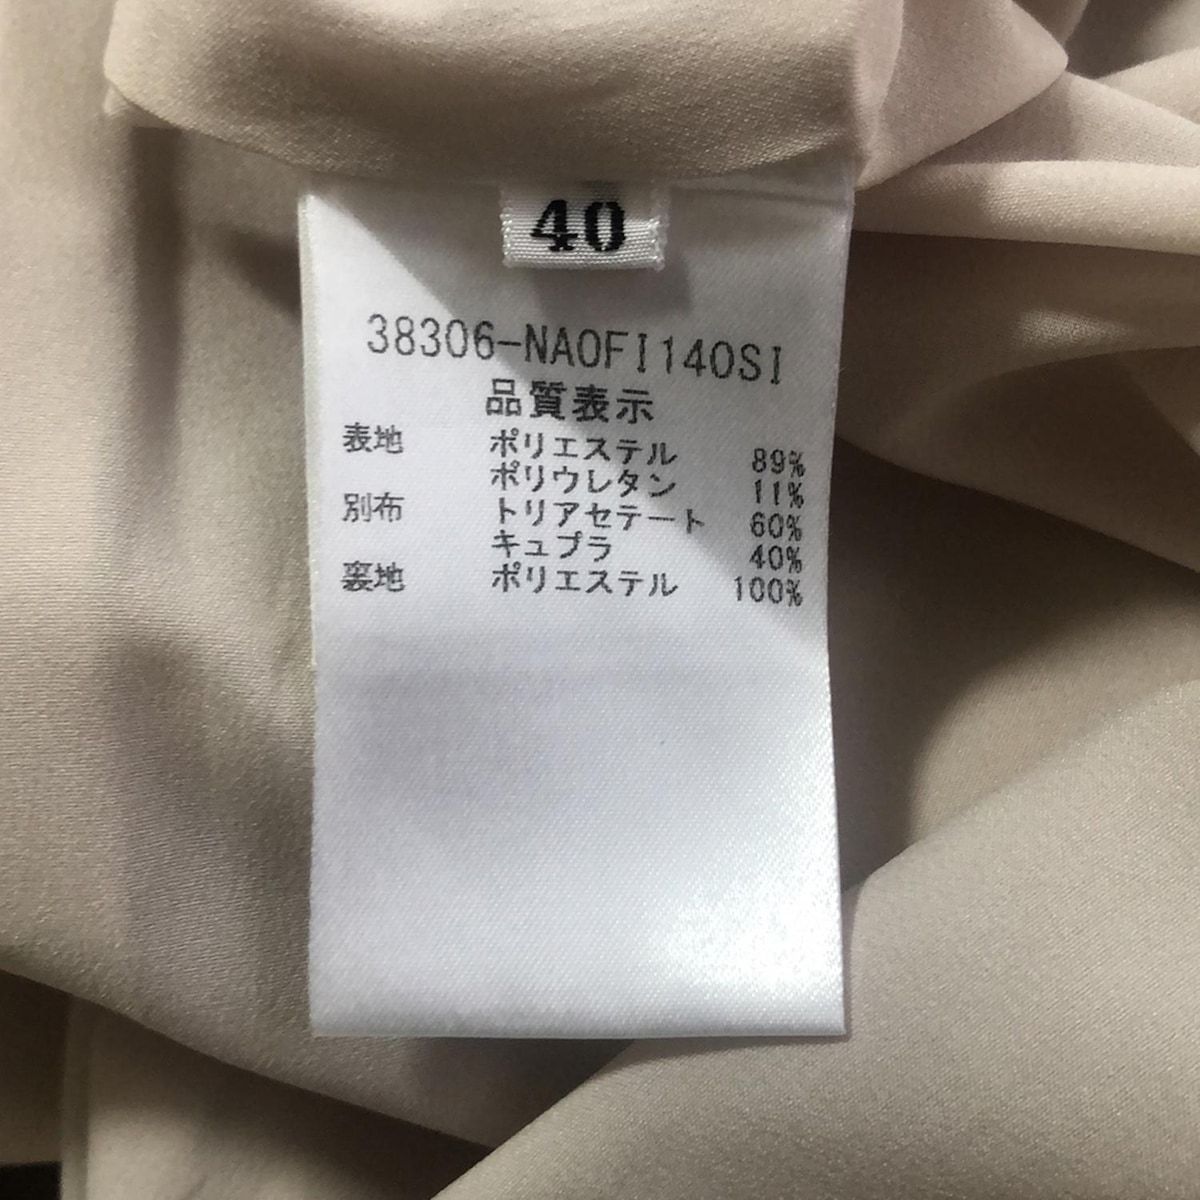 40
38306-NAOFI140SI
品質表示
表地 ポリエステル 89%
ポリウレタン 11%
別布 トリアセテート 60%
キュプラ 40%
裏地 ポリエステル 100%